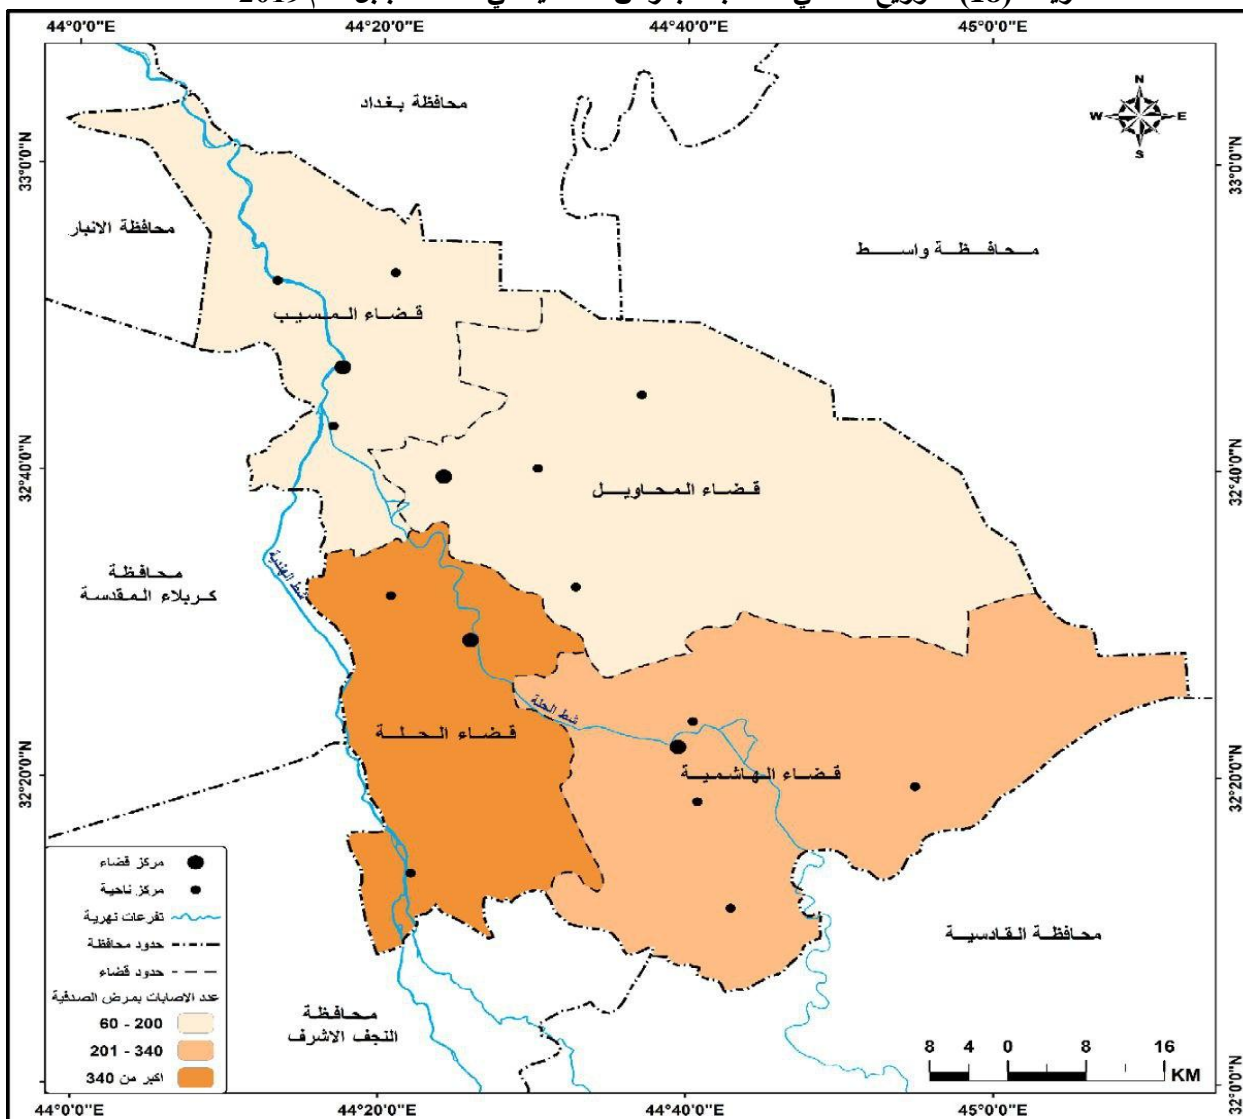 (18)
2019
44°0'0"E
44°20'0"E
44°40'0"E
45°0'0"E
33°0'0"N
32°40'0"N
32°20'0"N
33°0'0"N
32°40'0"N
32°20'0"N
32°0'0"N
N
W
E
S
محافظة بغداد
محافظة الانبار
محافظة واسط
قضاء المسيب
قضاء المحاويل
محافظة
كربلاء المقدسة
شط الهندية
شط الحلة
قضاء الحلة
قضاء الهاشمية
محافظة القادسية
محافظة
النجف الاشرف
مركز قضاء
مركز ناحية
تفرعات نهرية
حدود محافظة
حدود قضاء
عدد الاصابات بمرض الصدفية
60 - 200
201 - 340
اكبر من 340
8 4 0 8 16
KM
44°0'0"E
44°20'0"E
44°40'0"E
45°0'0"E